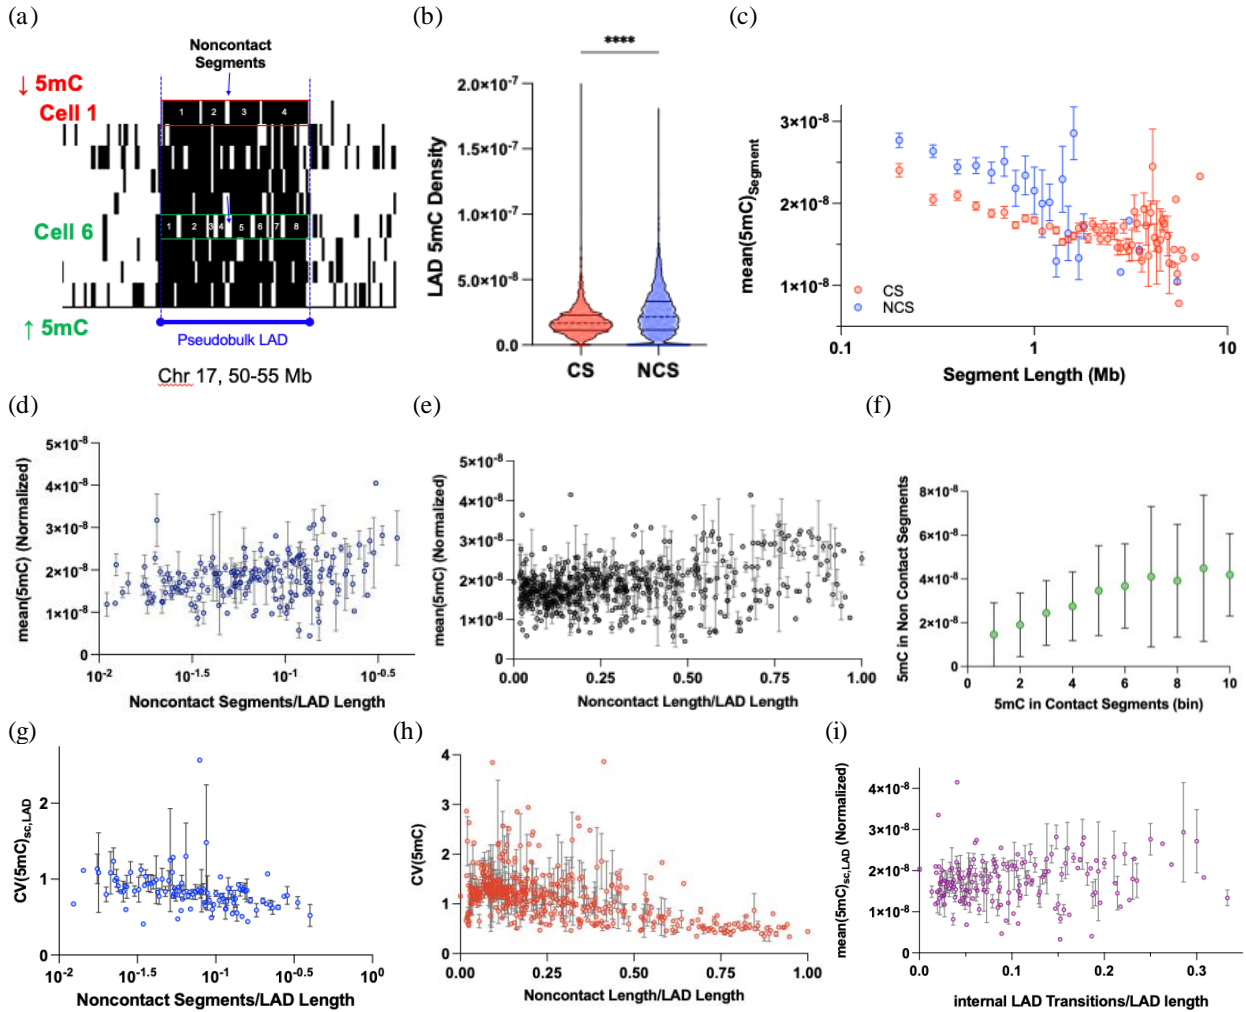 (a)
Noncontact
Segments
↓ 5mC
Cell 1
1 2 3 4
Cell 6
1 2 3 4 5 6 7 8
↑ 5mC
Pseudobulk LAD
Chr 17, 50-55 Mb
(b)
****
LAD 5mC Density
2.0×10⁻⁷
1.5×10⁻⁷
1.0×10⁻⁷
5.0×10⁻⁸
0.0
CS NCS
(c)
mean(5mC)Segment
3×10⁻⁸
2×10⁻⁸
1×10⁻⁸
CS
NCS
0.1 1 10
Segment Length (Mb)
(d)
mean(5mC) (Normalized)
5×10⁻⁸
4×10⁻⁸
3×10⁻⁸
2×10⁻⁸
1×10⁻⁸
0
10⁻² 10⁻¹·⁵ 10⁻¹ 10⁻⁰·⁵
Noncontact Segments/LAD Length
(e)
mean(5mC) (Normalized)
5×10⁻⁸
4×10⁻⁸
3×10⁻⁸
2×10⁻⁸
1×10⁻⁸
0
0.00 0.25 0.50 0.75 1.00
Noncontact Length/LAD Length
(f)
5mC in Non Contact Segments
8×10⁻⁸
6×10⁻⁸
4×10⁻⁸
2×10⁻⁸
0
0 2 4 6 8 10
5mC in Contact Segments (bin)
(g)
CV(5mC)sc,LAD
2
1
0
10⁻² 10⁻¹·⁵ 10⁻¹ 10⁻⁰·⁵ 10⁰
Noncontact Segments/LAD Length
(h)
CV(5mC)
4
3
2
1
0
0.00 0.25 0.50 0.75 1.00
Noncontact Length/LAD Length
(i)
mean(5mC)sc,LAD (Normalized)
4×10⁻⁸
3×10⁻⁸
2×10⁻⁸
1×10⁻⁸
0
0.0 0.1 0.2 0.3
internal LAD Transitions/LAD length